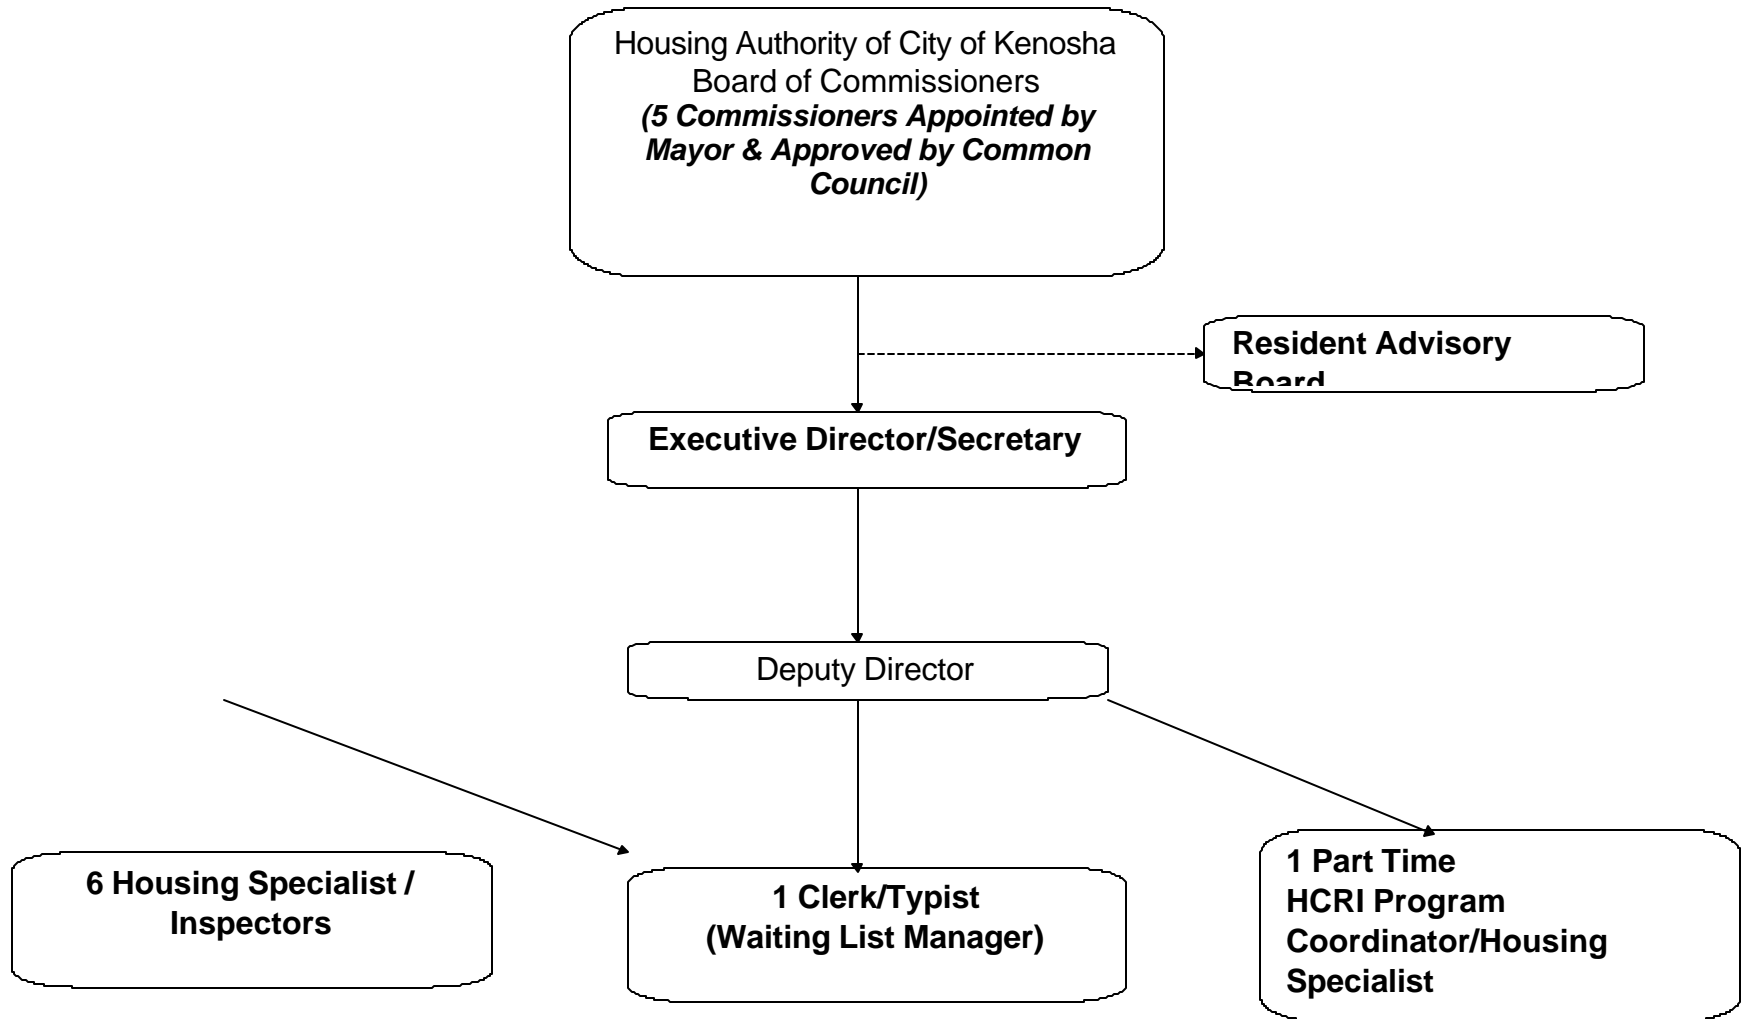 Housing Authority of City of Kenosha
Board of Commissioners
(5 Commissioners Appointed by
Mayor & Approved by Common
Council)
Resident Advisory
Board
Executive Director/Secretary
Deputy Director
6 Housing Specialist /
Inspectors
1 Clerk/Typist
(Waiting List Manager)
1 Part Time
HCRI Program
Coordinator/Housing
Specialist